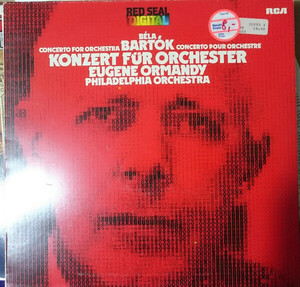 RED SEAL
DIGITAL
RCA
BÉLA
CONCERTO FOR ORCHESTRA BARTÓK CONCERTO POUR ORCHESTRE
KONZERT FÜR ORCHESTER
EUGENE ORMANDY
PHILADELPHIA ORCHESTRA